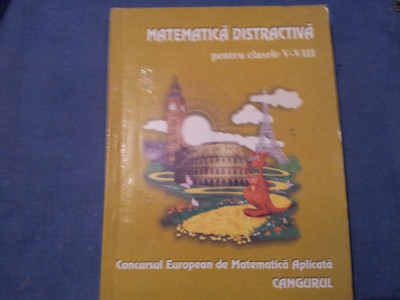 MATEMATICĂ DISTRACTIVĂ
pentru clasele V-VIII
Concursul European de Matematică Aplicată
CANGURUL